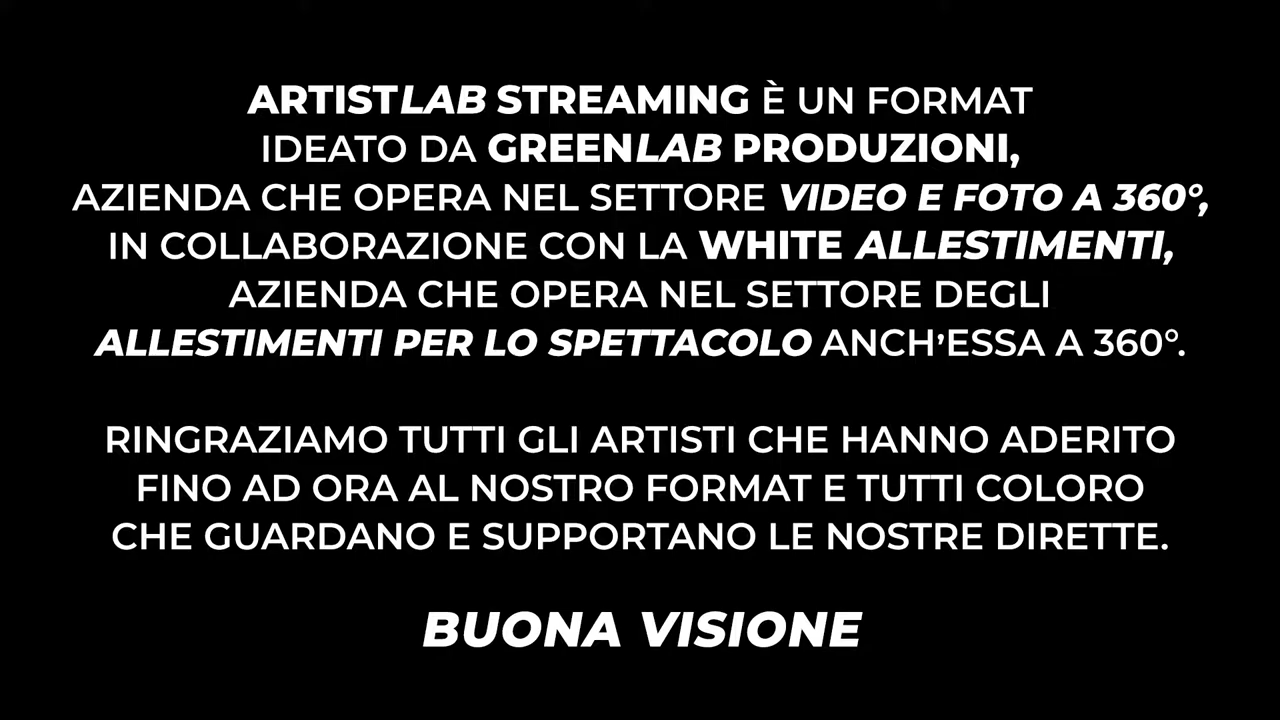 ARTISTLAB STREAMING È UN FORMAT
IDEATO DA GREENLAB PRODUZIONI,
AZIENDA CHE OPERA NEL SETTORE VIDEO E FOTO A 360°,
IN COLLABORAZIONE CON LA WHITE ALLESTIMENTI,
AZIENDA CHE OPERA NEL SETTORE DEGLI
ALLESTIMENTI PER LO SPETTACOLO ANCH'ESSA A 360°.
RINGRAZIAMO TUTTI GLI ARTISTI CHE HANNO ADERITO
FINO AD ORA AL NOSTRO FORMAT E TUTTI COLORO
CHE GUARDANO E SUPPORTANO LE NOSTRE DIRETTE.
BUONA VISIONE